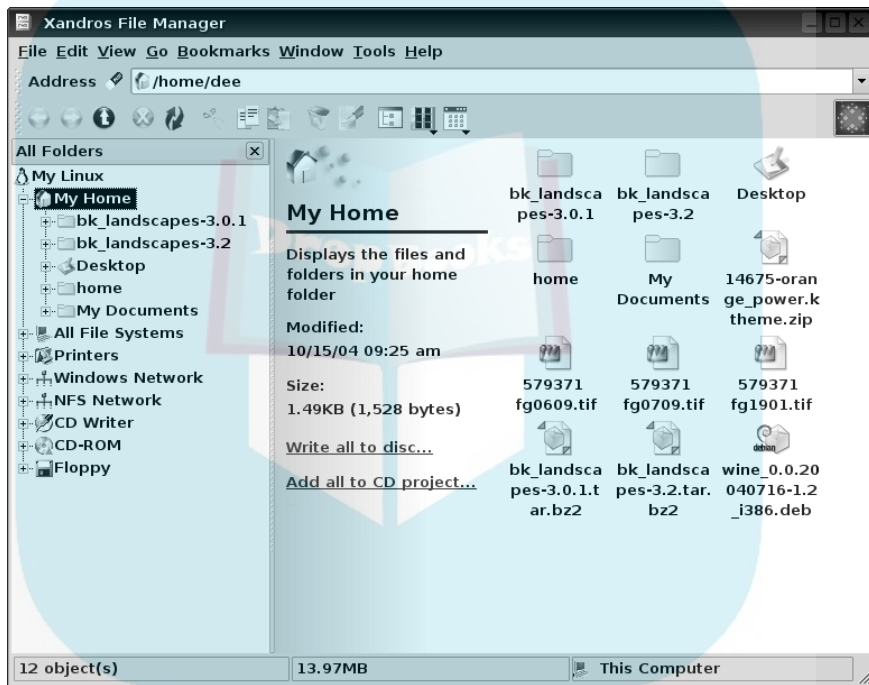 Xandros File Manager
File Edit View Go Bookmarks Window Tools Help
Address /home/dee
All Folders
My Linux
My Home
bk_landscapes-3.0.1
bk_landscapes-3.2
Desktop
home
My Documents
All File Systems
Printers
Windows Network
NFS Network
CD Writer
CD-ROM
Floppy
My Home
Displays the files and
folders in your home
folder
Modified:
10/15/04 09:25 am
Size:
1.49KB (1,528 bytes)
Write all to disc...
Add all to CD project...
bk_landsca
pes-3.0.1
bk_landsca
pes-3.2
Desktop
home
My
Documents
14675-oran
ge_power.k
theme.zip
579371
fg0609.tif
579371
fg0709.tif
579371
fg1901.tif
bk_landsca
pes-3.0.1.t
ar.bz2
bk_landsca
pes-3.2.tar.
bz2
debian
wine_0.0.20
040716-1.2
_i386.deb
DropBooks
12 object(s)
13.97MB
This Computer